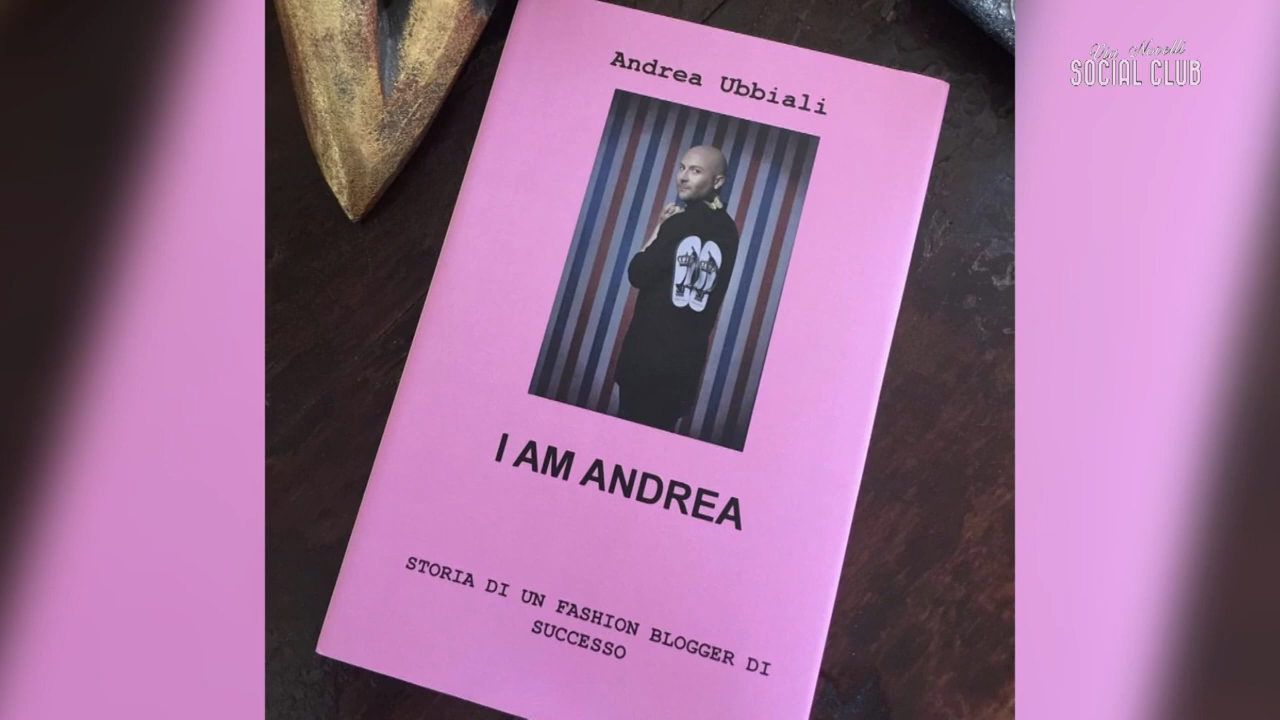 Andrea Ubbiali
I AM ANDREA
STORIA DI UN FASHION BLOGGER DI
SUCCESSO
SOCIAL CLUB